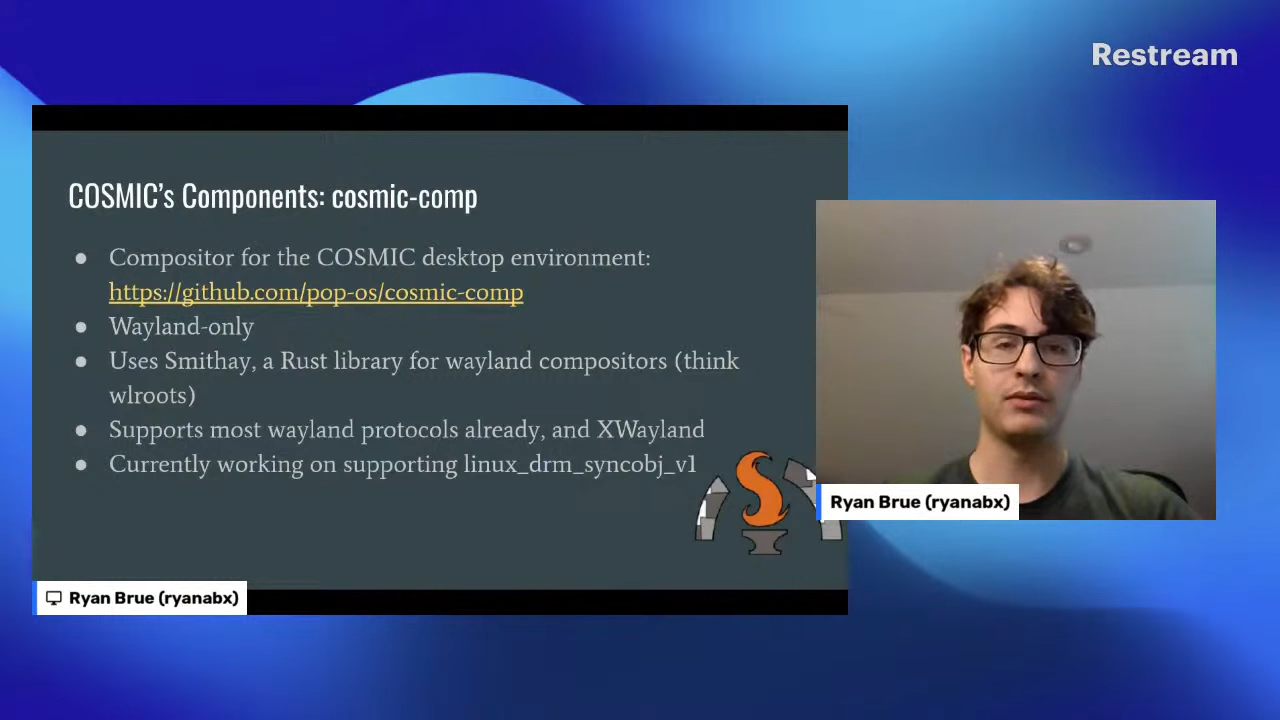 Restream
COSMIC’s Components: cosmic-comp
● Compositor for the COSMIC desktop environment:
https://github.com/pop-os/cosmic-comp
● Wayland-only
● Uses Smithay, a Rust library for wayland compositors (think
wlroots)
● Supports most wayland protocols already, and XWayland
● Currently working on supporting linux_drm_syncobj_v1
Ryan Brue (ryanabx)
Ryan Brue (ryanabx)